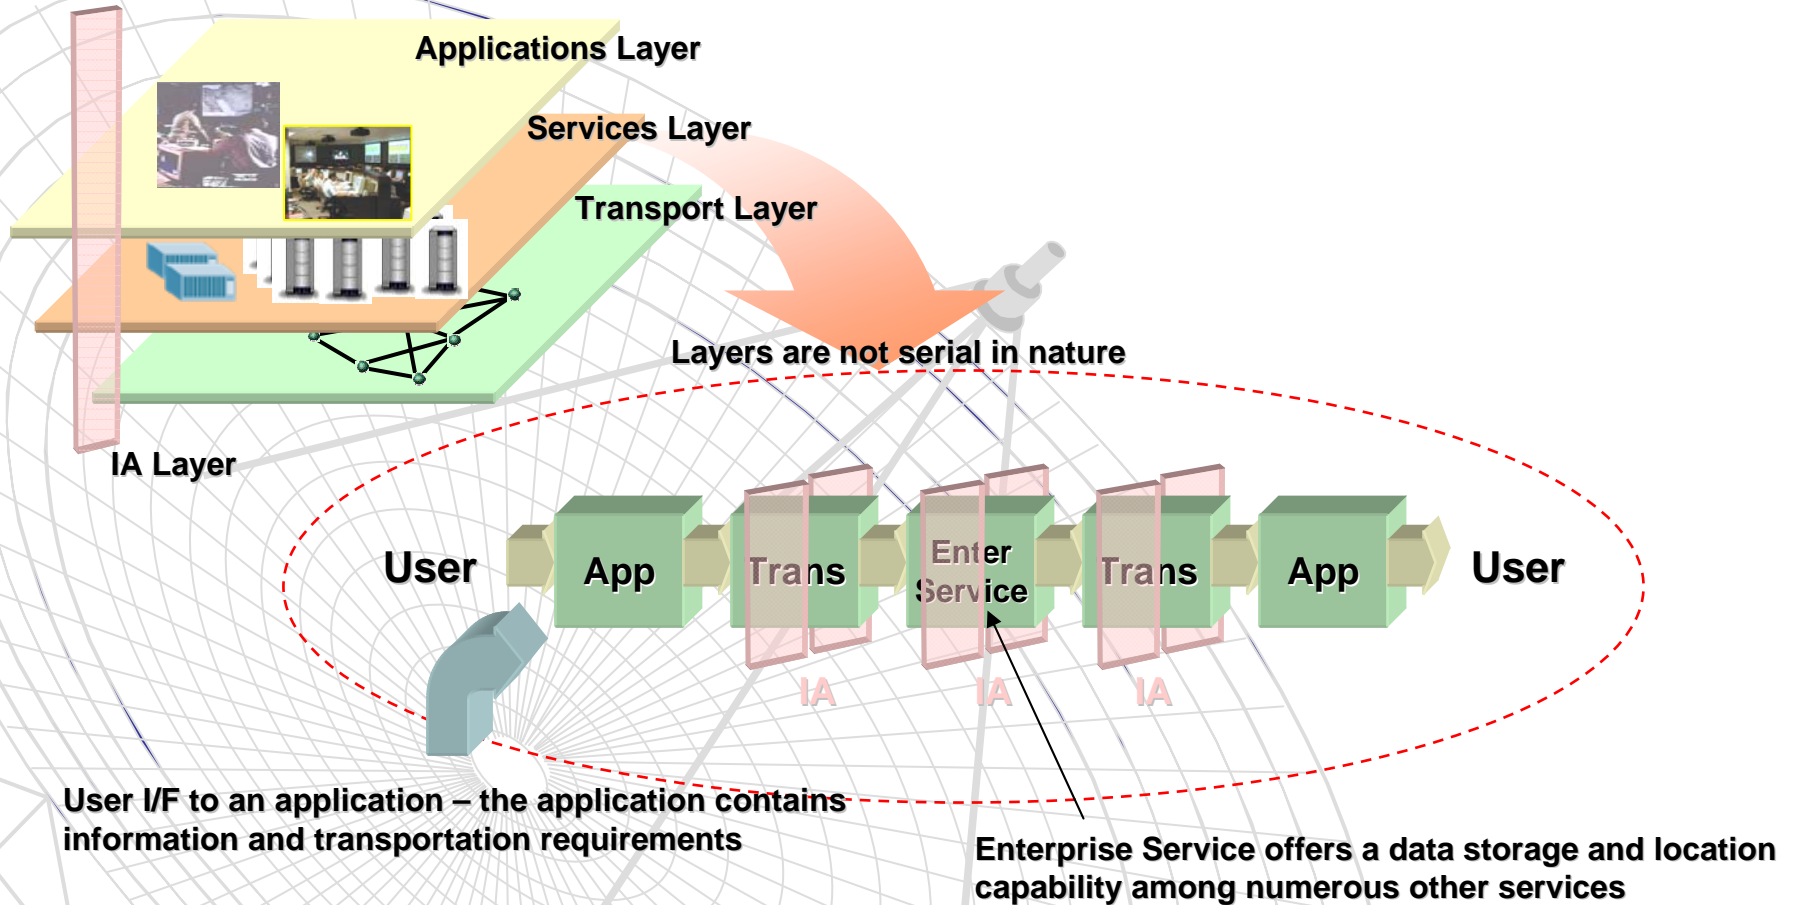 Applications Layer
Services Layer
Transport Layer
Layers are not serial in nature
IA Layer
User
App
Trans
Enter
Service
Trans
App
User
IA
IA
IA
User I/F to an application – the application contains
information and transportation requirements
Enterprise Service offers a data storage and location
capability among numerous other services